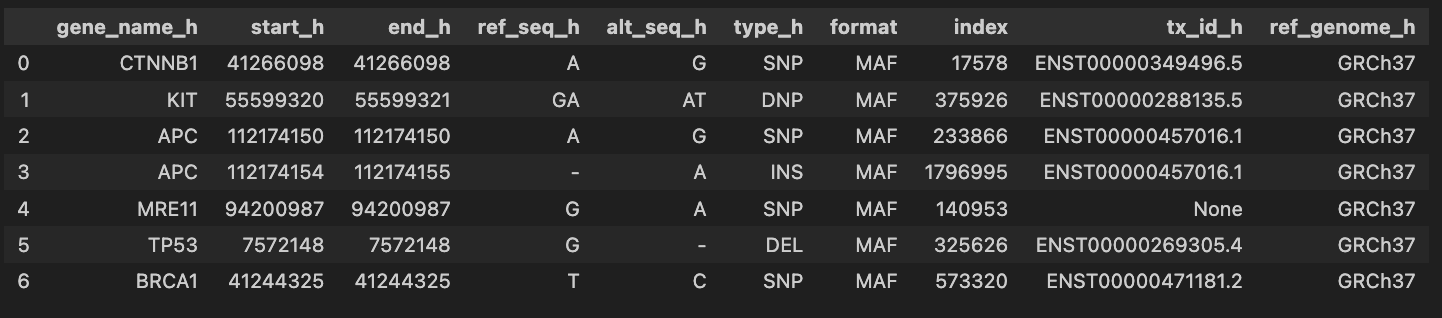 gene_name_h start_h end_h ref_seq_h alt_seq_h type_h format index tx_id_h ref_genome_h
0 CTNNB1 41266098 41266098 A G SNP MAF 17578 ENST00000349496.5 GRCh37
1 KIT 55599320 55599321 GA AT DNP MAF 375926 ENST00000288135.5 GRCh37
2 APC 112174150 112174150 A G SNP MAF 233866 ENST00000457016.1 GRCh37
3 APC 112174154 112174155 - A INS MAF 1796995 ENST00000457016.1 GRCh37
4 MRE11 94200987 94200987 G A SNP MAF 140953 None GRCh37
5 TP53 7572148 7572148 G - DEL MAF 325626 ENST00000269305.4 GRCh37
6 BRCA1 41244325 41244325 T C SNP MAF 573320 ENST00000471181.2 GRCh37